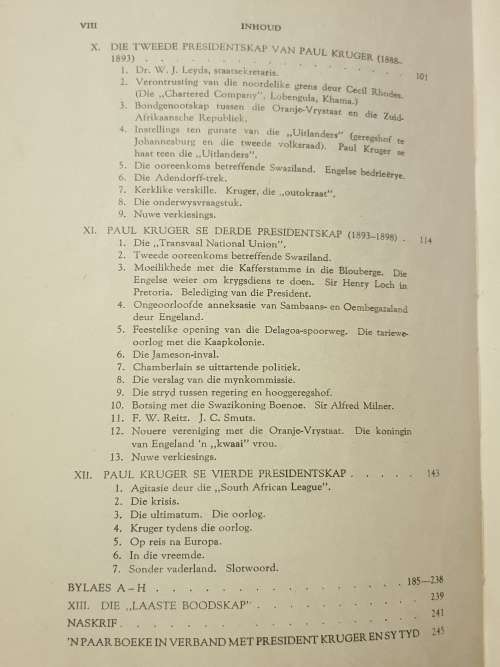 VIII INHOUD
X. DIE TWEEDE PRESIDENTSKAP VAN PAUL KRUGER (1888-
1893) . . . . . . . . . . . . . . . . 101
1. Dr. W. J. Leyds, staatsekretaris.
2. Verontrusting van die noordelike grens deur Cecil Rhodes.
(Die „Chartered Company”, Lobengula, Khama.)
3. Bondgenootskap tussen die Oranje-Vrystaat en die Zuid-
Afrikaansche Republiek.
4. Instellings ten gunste van die „Uitlanders” (geregshof te
Johannesburg en die tweede volksraad). Paul Kruger se
haat teen die „Uitlanders”.
5. Die ooreenkoms betreffende Swaziland. Engelse bedrieërye.
6. Die Adendorff-trek.
7. Kerklike verskille. Kruger, die „outokraat”.
8. Die onderwysvraagstuk.
9. Nuwe verkiesings.
XI. PAUL KRUGER SE DERDE PRESIDENTSKAP (1893-1898) . 114
1. Die „Transvaal National Union”.
2. Tweede ooreenkoms betreffende Swaziland.
3. Moeilikhede met die Kafferstamme in die Blouberge. Die
Engelse weier om krygsdiens te doen. Sir Henry Loch in
Pretoria. Belediging van die President.
4. Ongeoorloofde anneksasie van Sambaans- en Oembegazaland
deur Engeland.
5. Feestelike opening van die Delagoa-spoorweg. Die tariewe-
oorlog met die Kaapkolonie.
6. Die Jameson-inval.
7. Chamberlain se uittartende politiek.
8. Die verslag van die mynkommissie.
9. Die stryd tussen regering en hooggeregshof.
10. Botsing met die Swazikoning Boenoe. Sir Alfred Milner.
11. F. W. Reitz. J. C. Smuts.
12. Nouere vereniging met die Oranje-Vrystaat. Die koningin
van Engeland 'n „kwaai” vrou.
13. Nuwe verkiesings.
XII. PAUL KRUGER SE VIERDE PRESIDENTSKAP . . . . . 143
1. Agitasie deur die „South African League”.
2. Die krisis.
3. Die ultimatum. Die oorlog.
4. Kruger tydens die oorlog.
5. Op reis na Europa.
6. In die vreemde.
7. Sonder vaderland. Slotwoord.
BYLAES A – H . . . . . . . . . . . . 185—238
XIII. DIE „LAASTE BOODSKAP” . . . . . . . . 239
NASKRIF . . . . . . . . . . . . . . 241
'N PAAR BOEKE IN VERBAND MET PRESIDENT KRUGER EN SY TYD 245